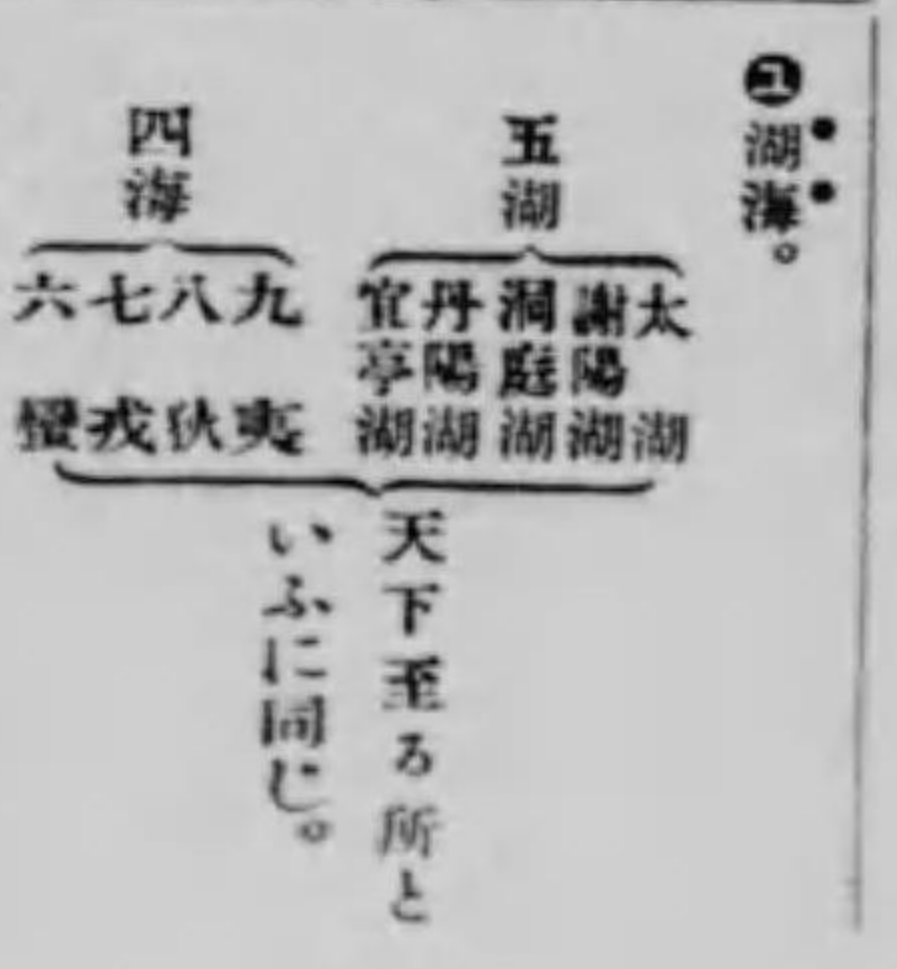 ヨ湖海。
五湖
太湖
謝陽湖
洞庭湖
丹陽湖
宜亭湖
四海
九夷
八狄
七戎
六蠻
天下至る所と
いふに同じ。